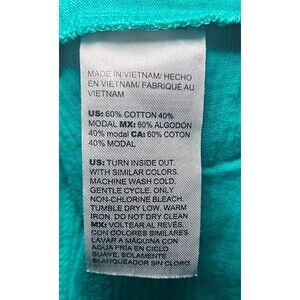 MADE IN VIETNAM/ HECHO
EN VIETNAM/ FABRIQUÉ AU
VIETNAM
US: 60% COTTON 40%
MODAL MX: 60% ALGODÓN
40% modal CA: 60% COTON
40% MODAL
US: TURN INSIDE OUT.
WITH SIMILAR COLORS.
MACHINE WASH COLD.
GENTLE CYCLE. ONLY
NON-CHLORINE BLEACH.
TUMBLE DRY LOW. WARM
IRON. DO NOT DRY CLEAN
MX: VOLTEAR AL REVÉS
CON COLORES SIMILARES.
LAVAR A MÁQUINA CON
AGUA FRÍA EN CICLO
SUAVE. SOLAMENTE
BLANQUEADOR SIN CLORO.